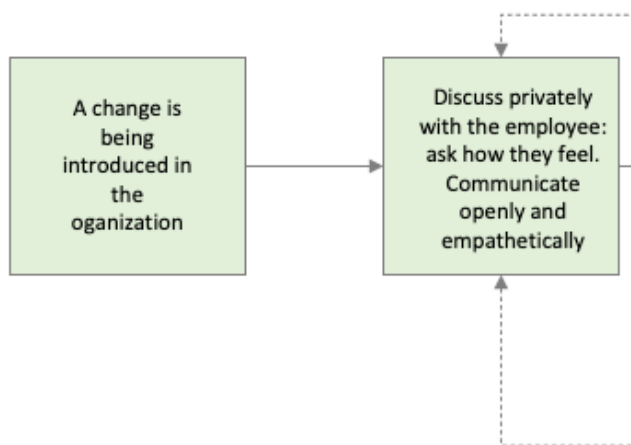 A change is
being
introduced in
the
oganization
Discuss privately
with the employee:
ask how they feel.
Communicate
openly and
empathetically